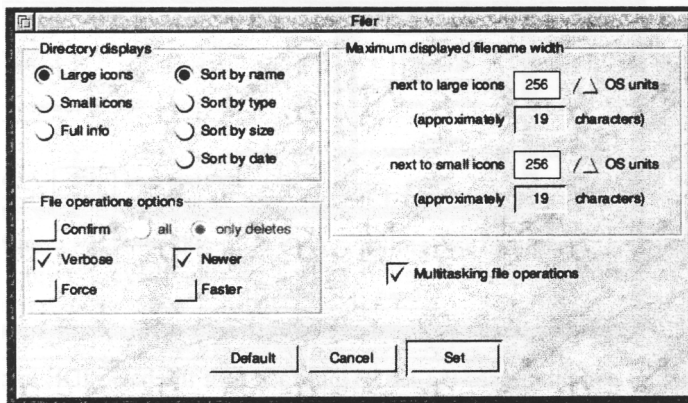 Filer
Directory displays
Large icons
Sort by name
Small icons
Sort by type
Full info
Sort by size
Sort by date
File operations options
Confirm
all
only deletes
Verbose
Newer
Force
Faster
Maximum displayed filename width
next to large icons 256 OS units
(approximately 19 characters)
next to small icons 256 OS units
(approximately 19 characters)
Multitasking file operations
Default
Cancel
Set